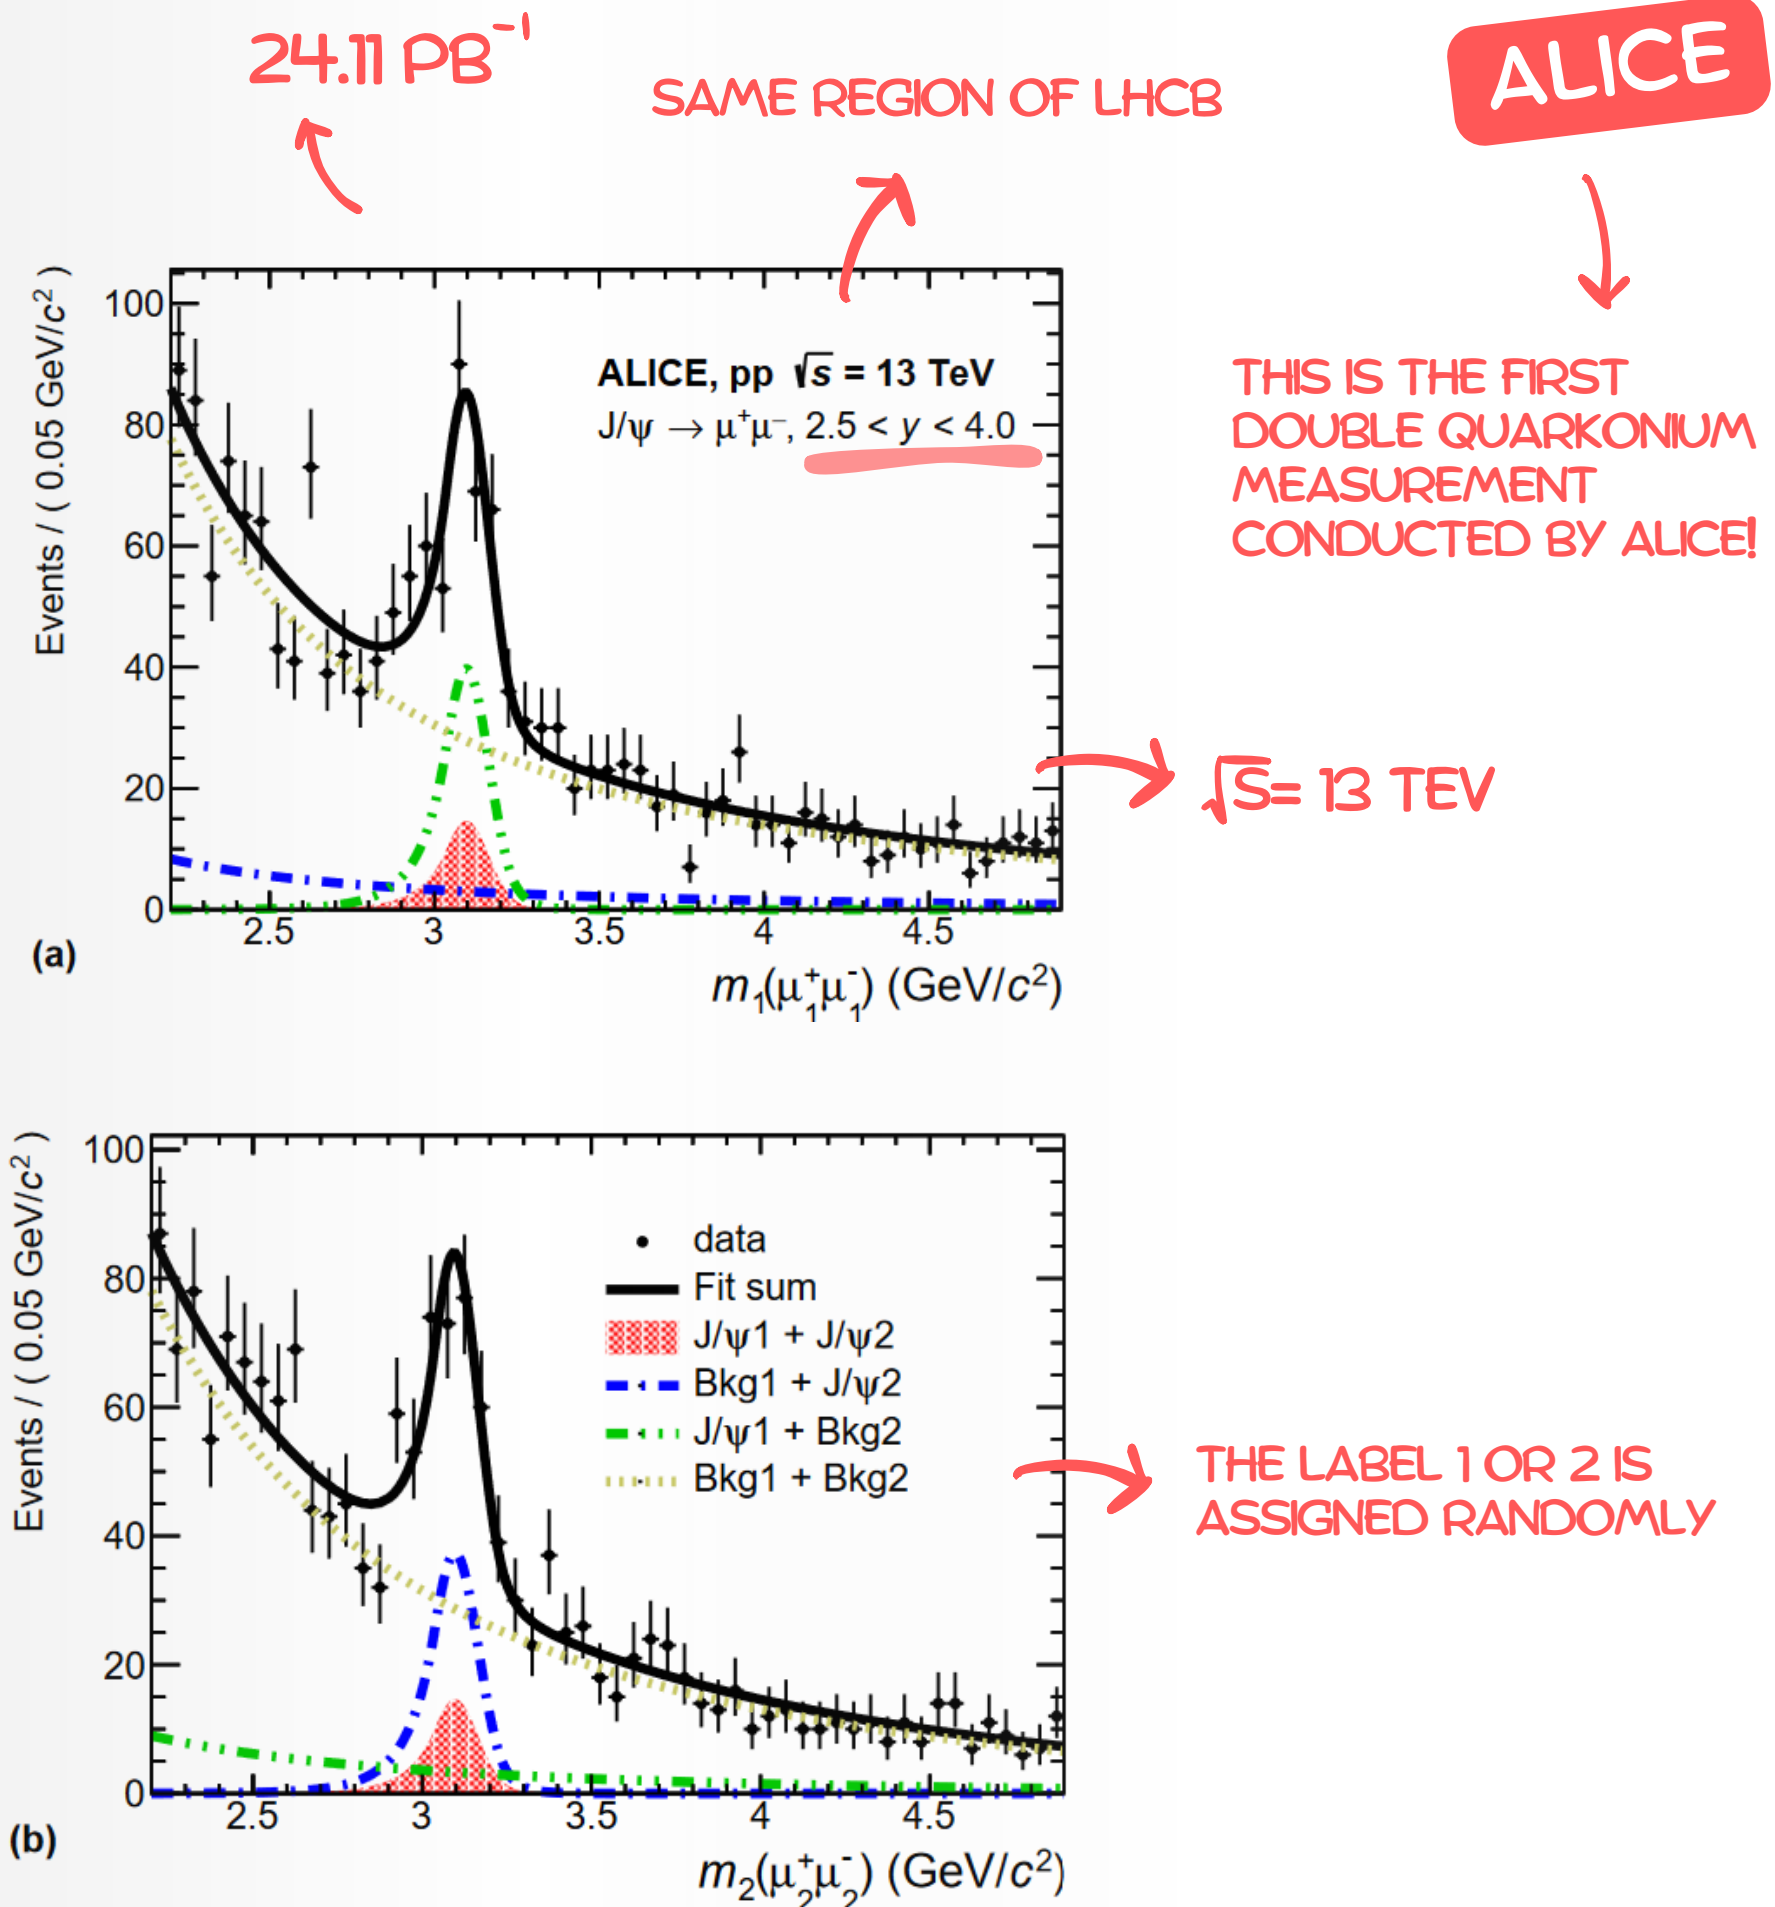 24.11 PB⁻¹
SAME REGION OF LHCB
ALICE
THIS IS THE FIRST
DOUBLE QUARKONIUM
MEASUREMENT
CONDUCTED BY ALICE!
Events / ( 0.05 GeV/c²)
100
80
60
40
20
0
ALICE, pp √s = 13 TeV
J/ψ → μ⁺μ⁻, 2.5 < y < 4.0
2.5 3 3.5 4 4.5
(a)
m₁(μ₁⁺μ₁⁻) (GeV/c²)
√S= 13 TEV
Events / ( 0.05 GeV/c²)
100
80
60
40
20
0
data
Fit sum
J/ψ1 + J/ψ2
Bkg1 + J/ψ2
J/ψ1 + Bkg2
Bkg1 + Bkg2
THE LABEL 1 OR 2 IS
ASSIGNED RANDOMLY
2.5 3 3.5 4 4.5
(b)
m₂(μ₂⁺μ₂⁻) (GeV/c²)